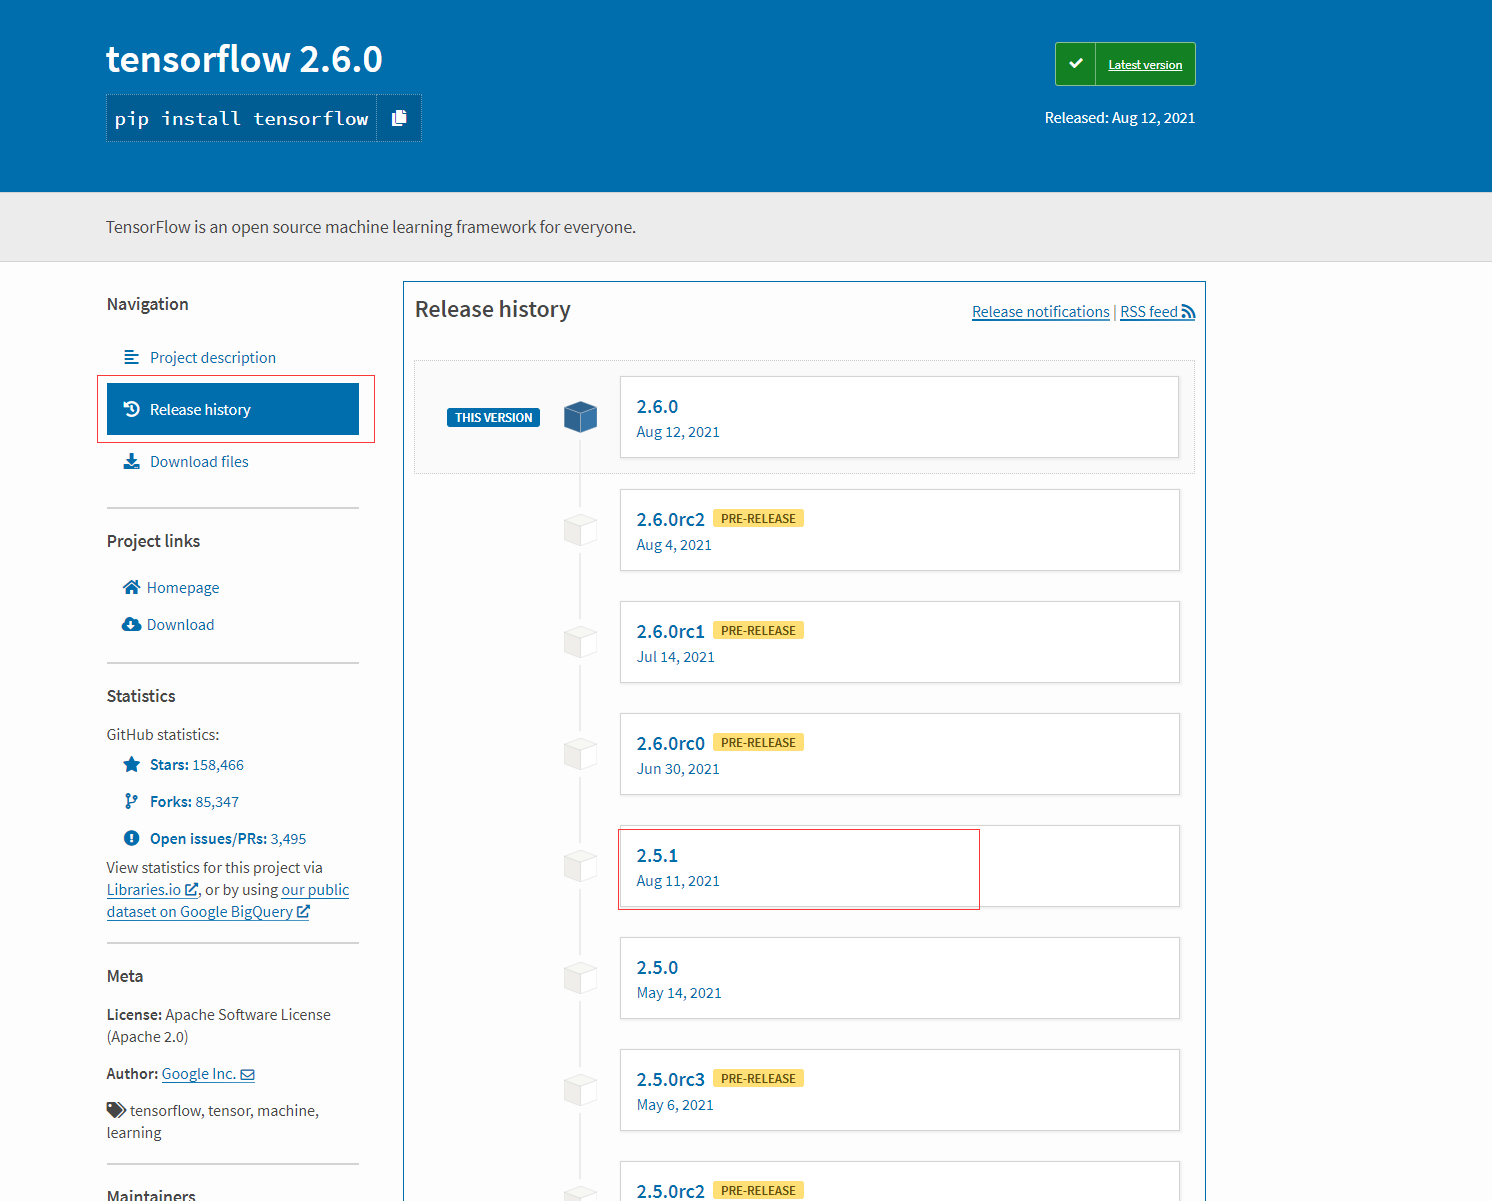 tensorflow 2.6.0
pip install tensorflow
Latest version
Released: Aug 12, 2021
TensorFlow is an open source machine learning framework for everyone.
Navigation
Project description
Release history
Download files
Project links
Homepage
Download
Statistics
GitHub statistics:
Stars: 158,466
Forks: 85,347
Open issues/PRs: 3,495
View statistics for this project via
Libraries.io, or by using our public
dataset on Google BigQuery
Meta
License: Apache Software License
(Apache 2.0)
Author: Google Inc.
tensorflow, tensor, machine,
learning
Maintainers
Release history
Release notifications | RSS feed
THIS VERSION
2.6.0
Aug 12, 2021
2.6.0rc2 PRE-RELEASE
Aug 4, 2021
2.6.0rc1 PRE-RELEASE
Jul 14, 2021
2.6.0rc0 PRE-RELEASE
Jun 30, 2021
2.5.1
Aug 11, 2021
2.5.0
May 14, 2021
2.5.0rc3 PRE-RELEASE
May 6, 2021
2.5.0rc2 PRE-RELEASE